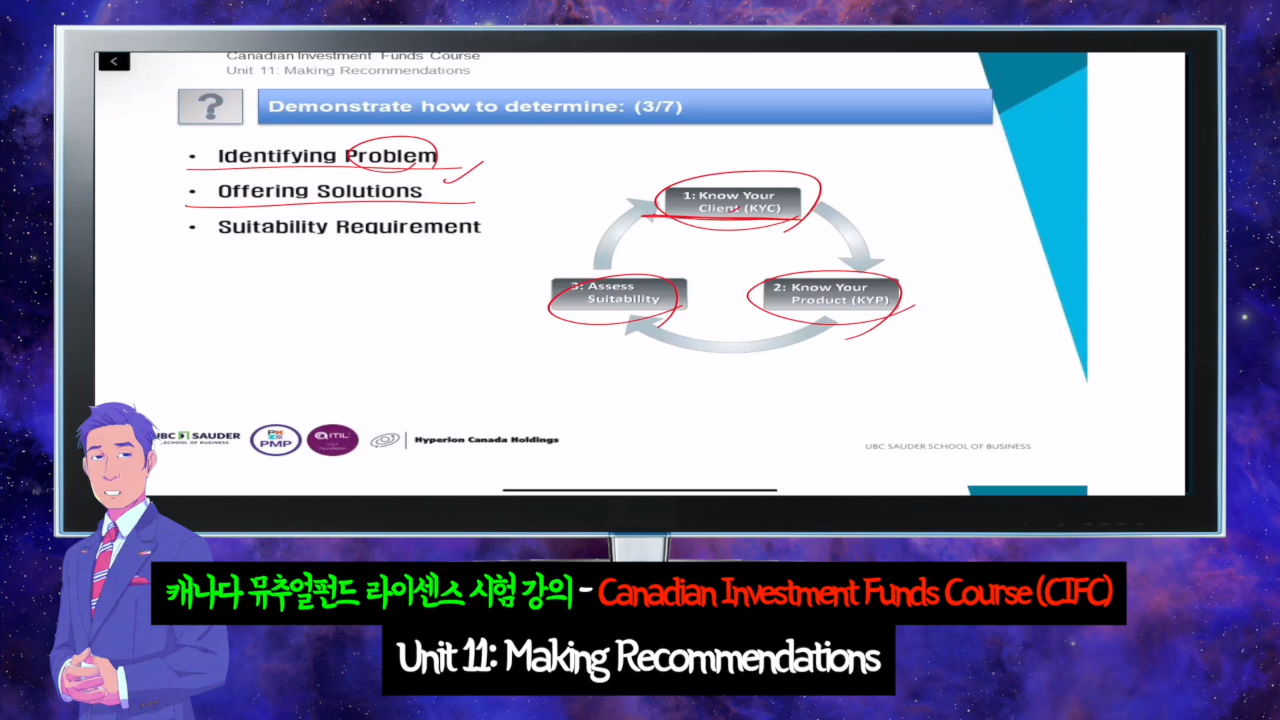 <
Canadian Investment Funds Course
Unit 11: Making Recommendations
?
Demonstrate how to determine: (3/7)
• Identifying Problem
• Offering Solutions
• Suitability Requirement
1: Know Your
Client (KYC)
2: Know Your
Product (KYP)
3: Assess
Suitability
UBC SAUDER
SCHOOL OF BUSINESS
PMP
ITIL
Hyperion Canada Holdings
UBC SAUDER SCHOOL OF BUSINESS
캐나다 뮤추얼펀드 라이센스 시험 강의 - Canadian Investment Funds Course (CIFC)
Unit 11: Making Recommendations